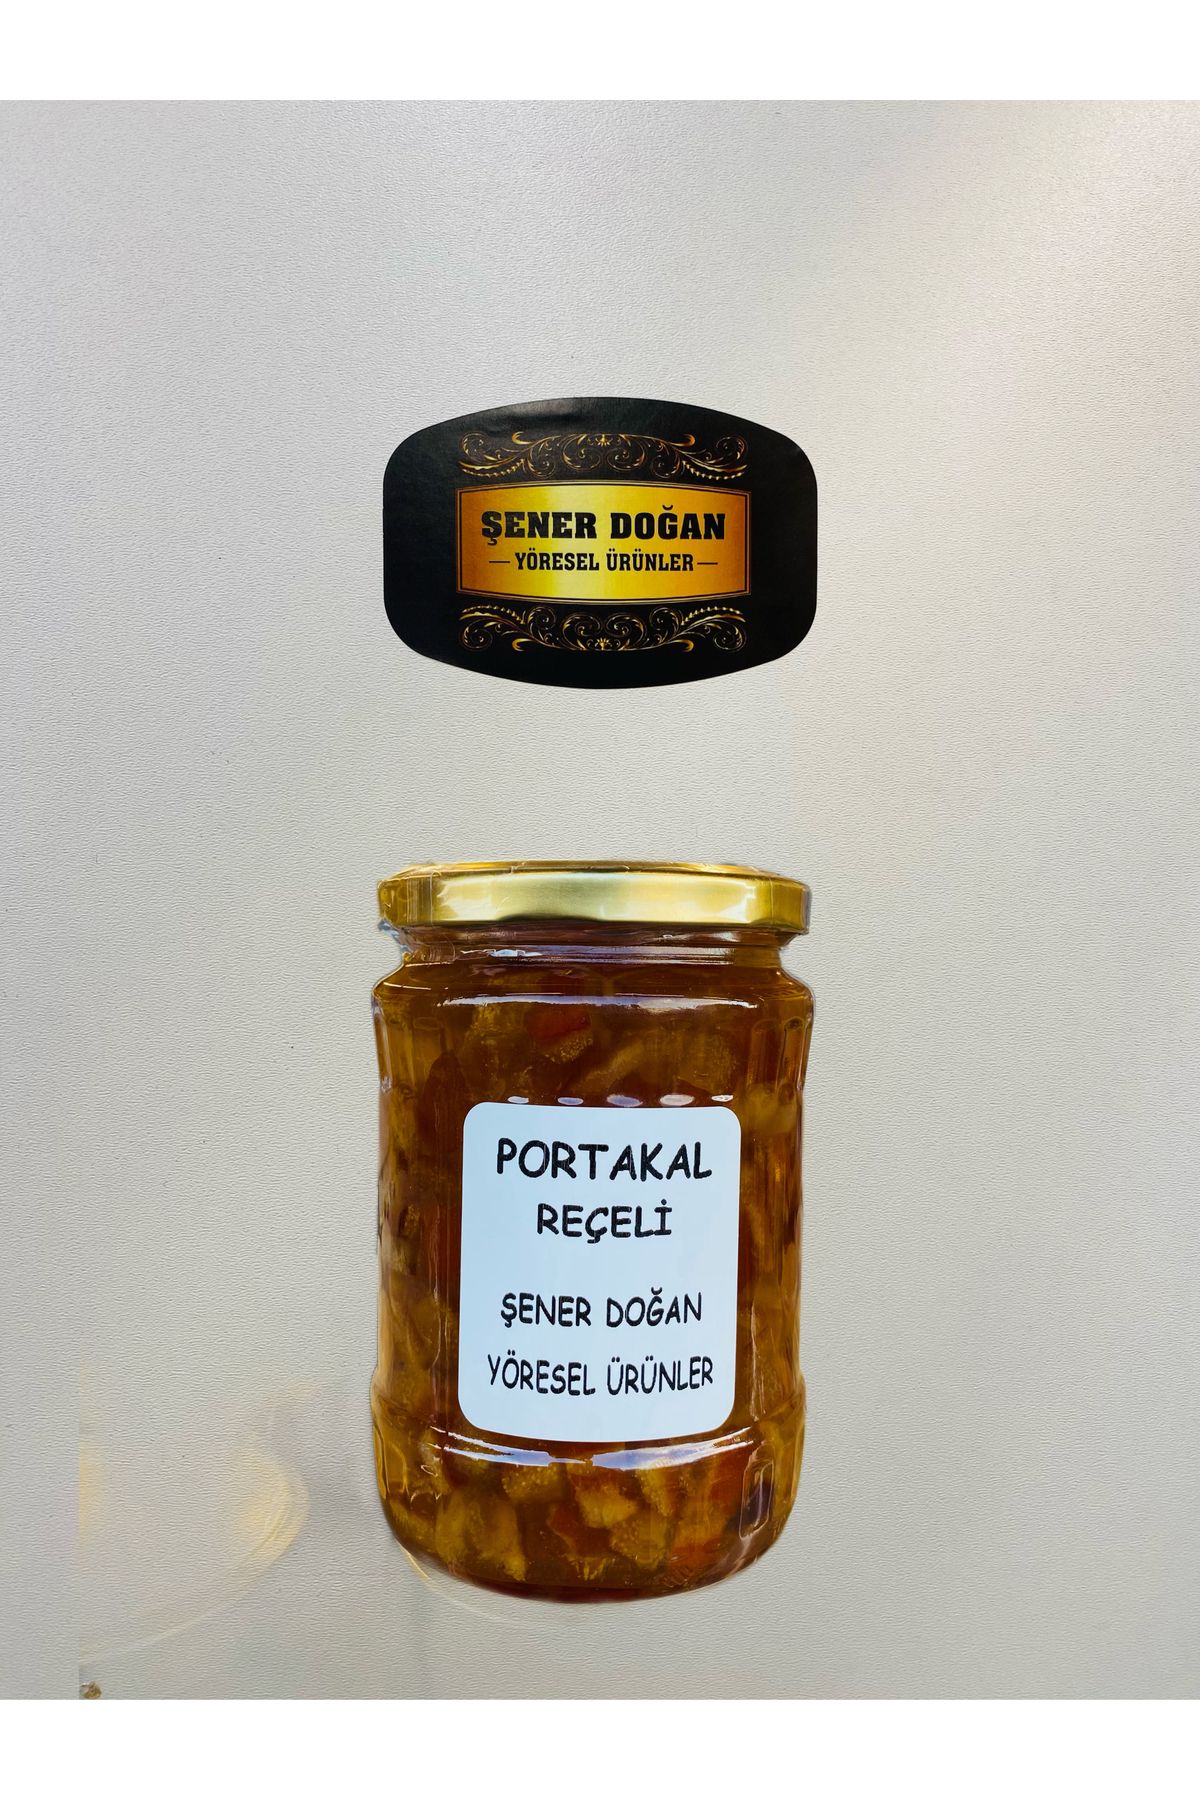 ŞENER DOĞAN
—YÖRESEL ÜRÜNLER—
PORTAKAL
REÇELİ
ŞENER DOĞAN
YÖRESEL ÜRÜNLER